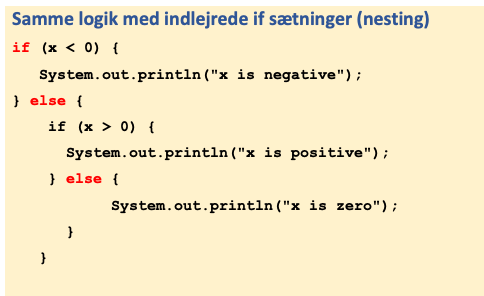 Samme logik med indlejrede if sætninger (nesting)
if (x < 0) {
System.out.println("x is negative");
} else {
if (x > 0) {
System.out.println("x is positive");
} else {
System.out.println("x is zero");
}
}